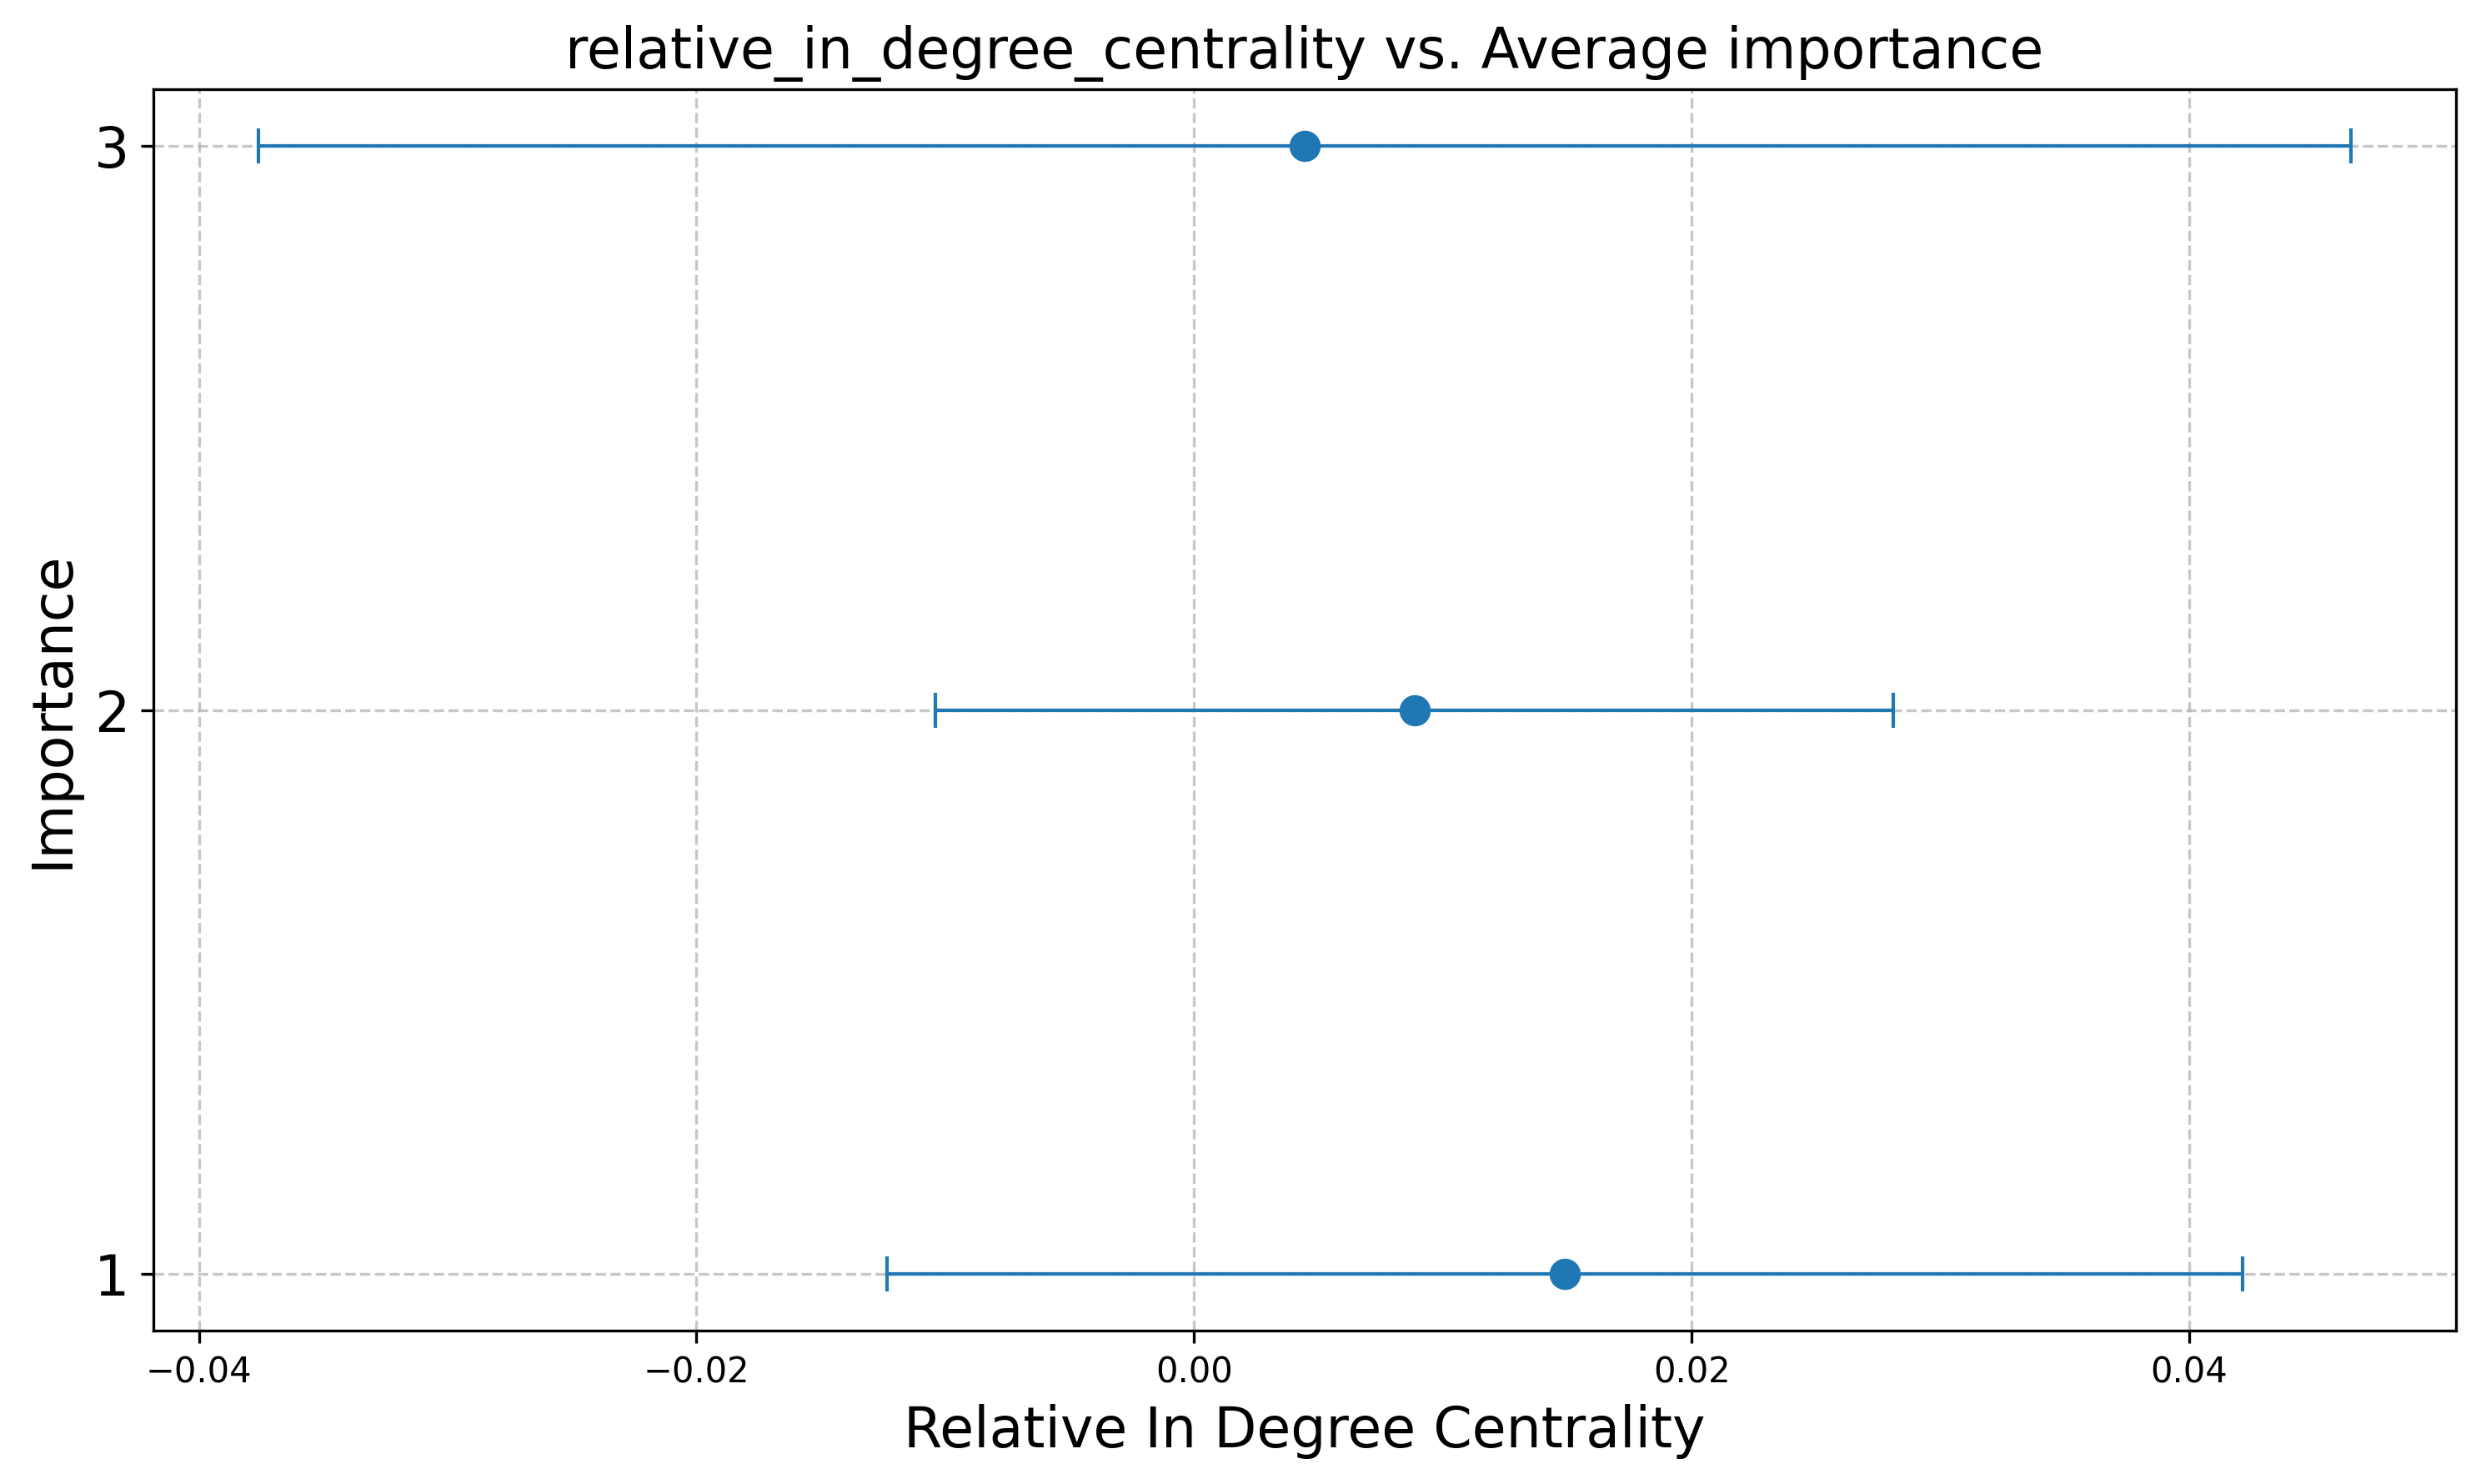 relative_in_degree_centrality vs. Average importance
3
2
1
Importance
−0.04
−0.02
0.00
0.02
0.04
Relative In Degree Centrality